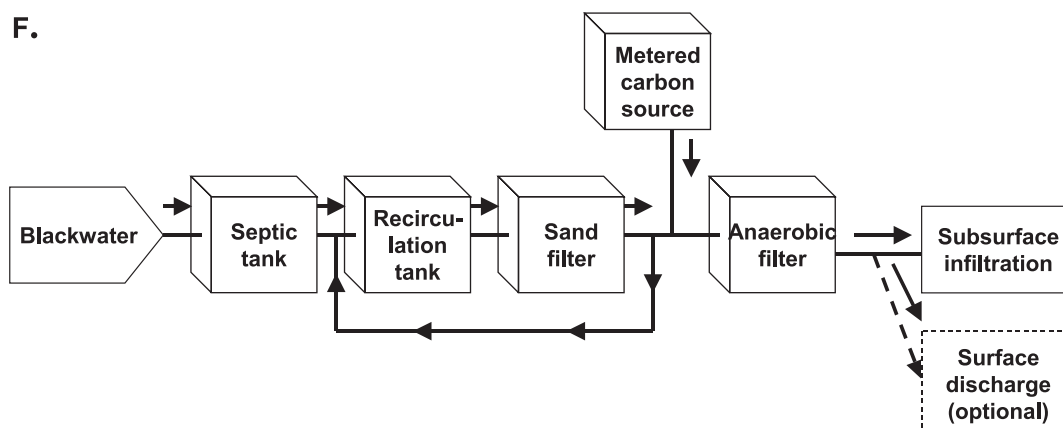 F.
Metered
carbon
source
Blackwater
Septic
tank
Recircu-
lation
tank
Sand
filter
Anaerobic
filter
Subsurface
infiltration
Surface
discharge
(optional)